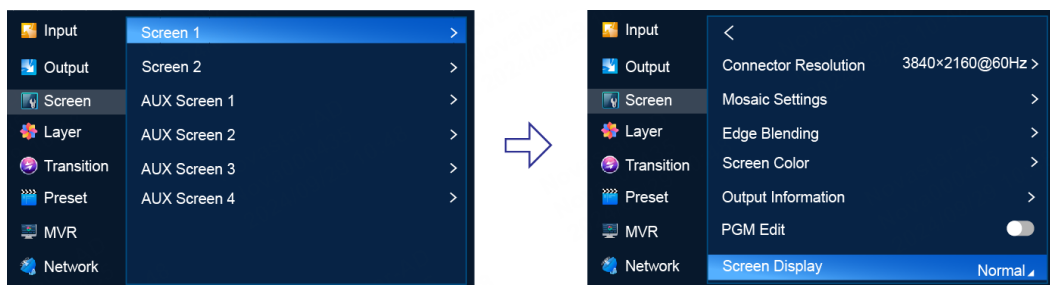 Input
Output
Screen
Layer
Transition
Preset
MVR
Network
Screen 1 >
Screen 2 >
AUX Screen 1 >
AUX Screen 2 >
AUX Screen 3 >
AUX Screen 4 >
Input
Output
Screen
Layer
Transition
Preset
MVR
Network
<
Connector Resolution 3840×2160@60Hz >
Mosaic Settings >
Edge Blending >
Screen Color >
Output Information >
PGM Edit
Screen Display Normal